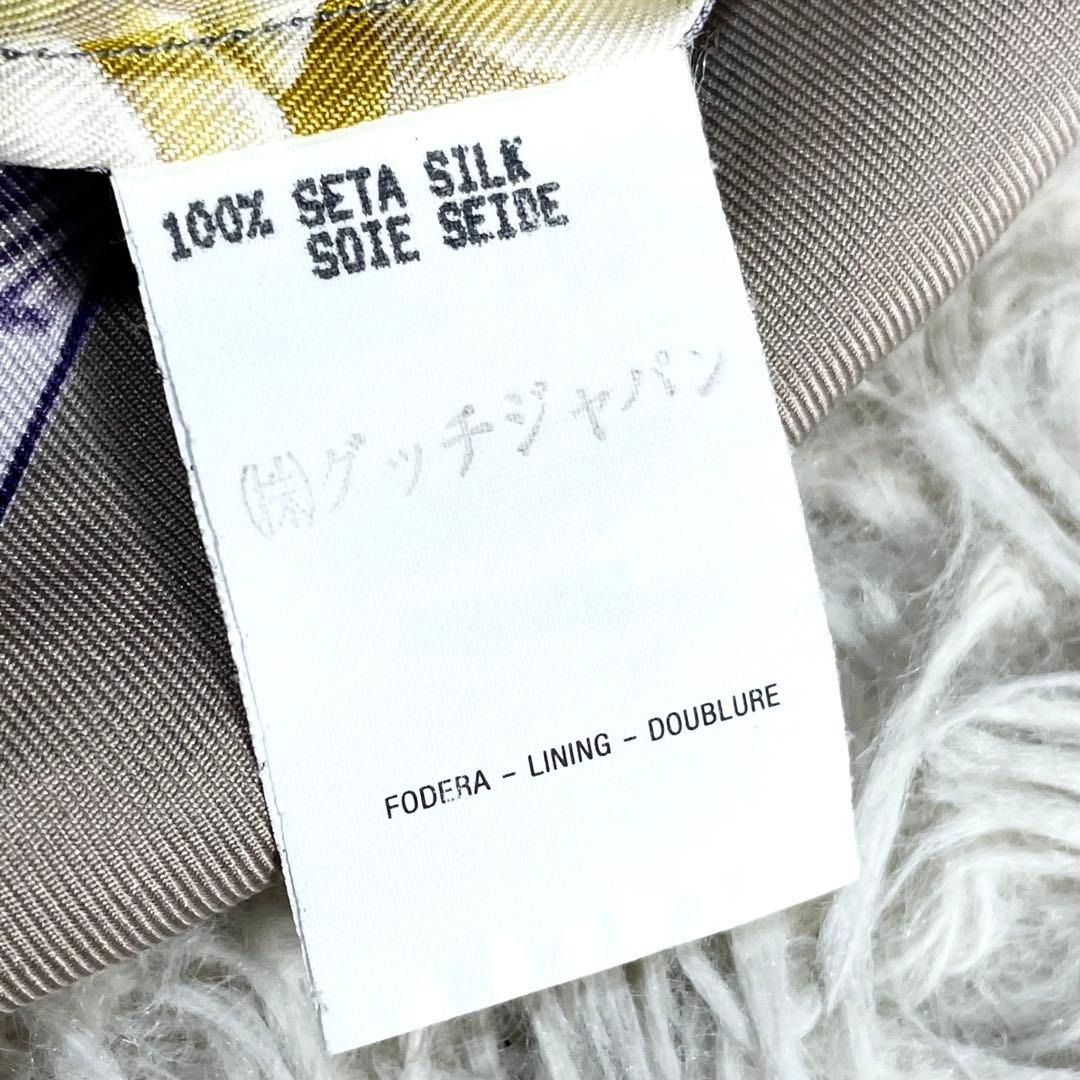 100% SETA SILK
SOIE SEIDE
㈱グッチジャパン
FODERA - LINING - DOUBLURE